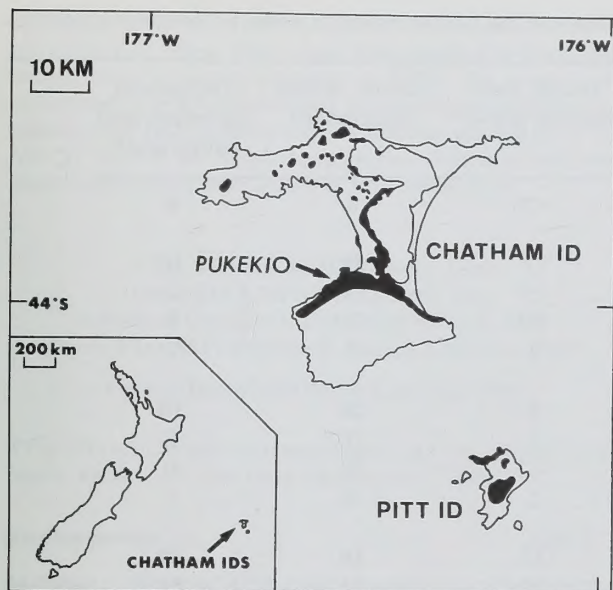 177°W
176°W
10 KM
CHATHAM ID
PUKEKIO
44°S
200 km
PITT ID
CHATHAM IDS